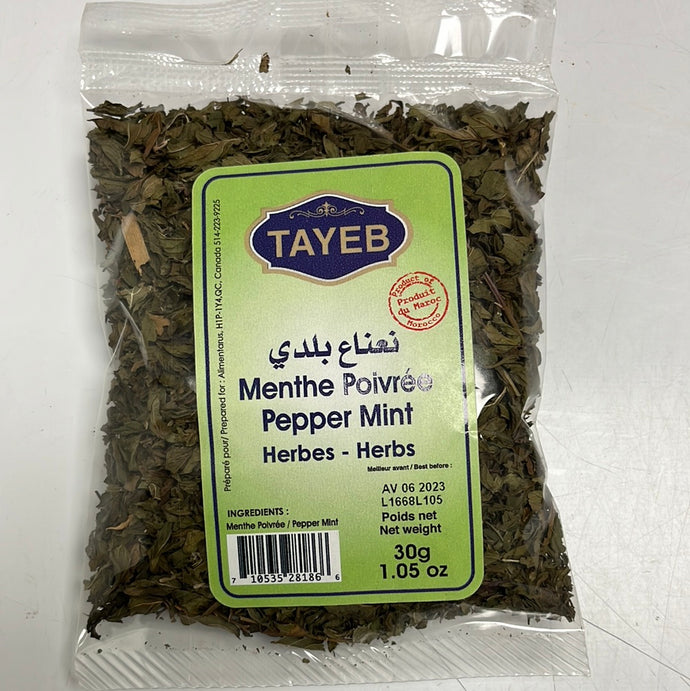 TAYEB
Product of
Produit
du Maroc
Morocco
نعناع بلدي
Menthe Poivrée
Pepper Mint
Herbes - Herbs
Meilleur avant / Best before :
AV 06 2023
L1668L105
Poids net
Net weight
30g
1.05 oz
INGREDIENTS :
Menthe Poivrée / Pepper Mint
7 10535 28186 6
Préparé pour/ Prepared for : Alimentarus, H1P-1Y4,QC, Canada 514-223-9225